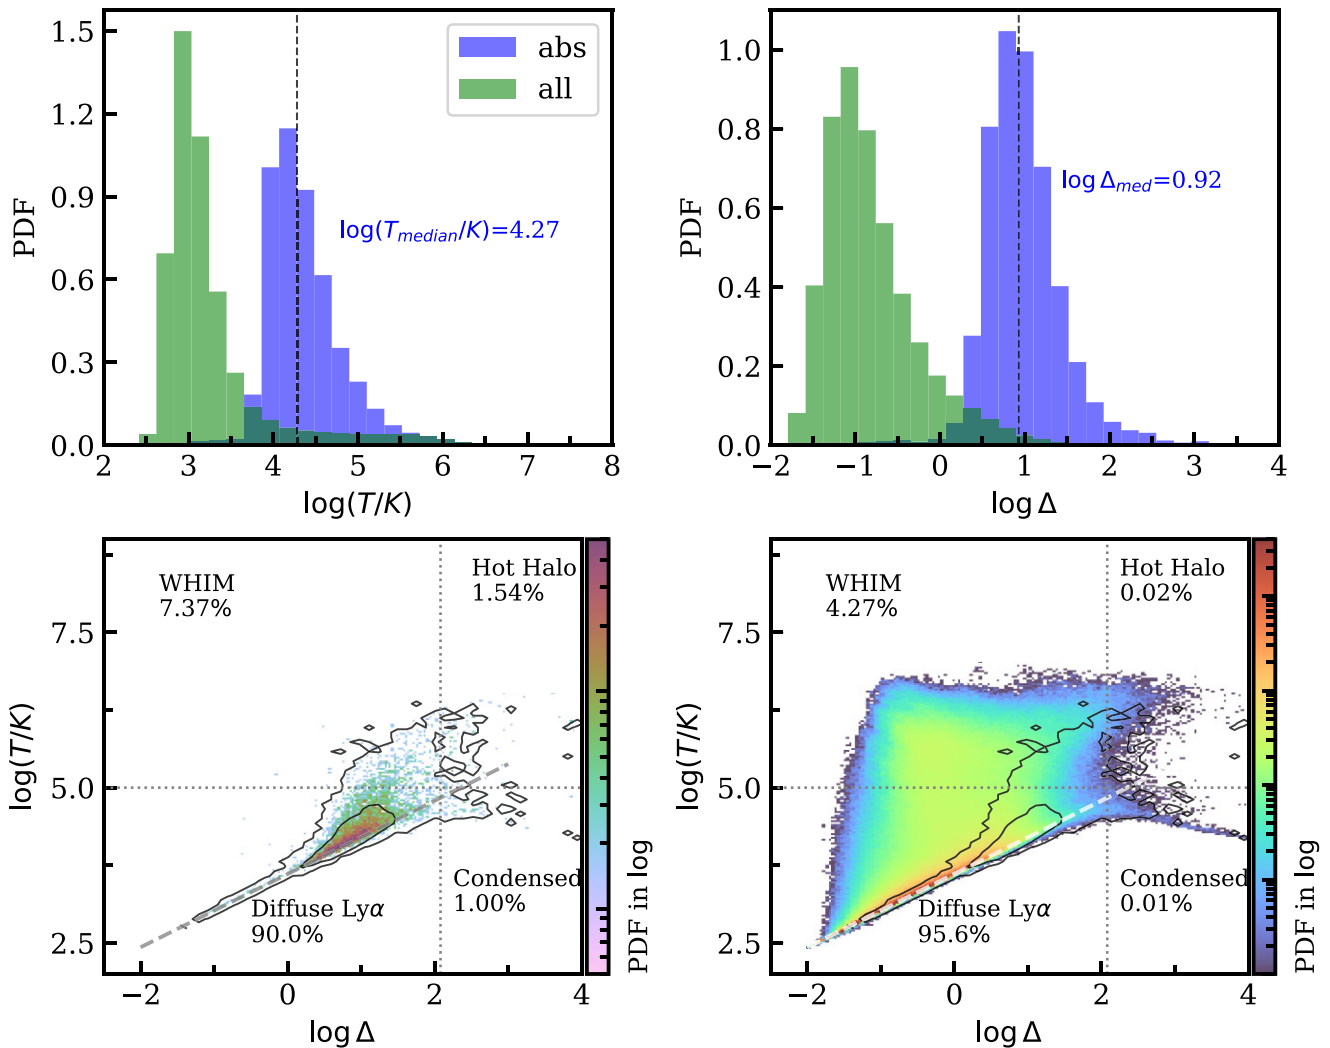 1.5
1.2
0.9
0.6
0.3
0.0
PDF
abs
all
log(T_median/K)=4.27
2 3 4 5 6 7 8
log(T/K)
1.0
0.8
0.6
0.4
0.2
0.0
PDF
log Δ_med=0.92
−2 −1 0 1 2 3 4
log Δ
7.5
5.0
2.5
log(T/K)
WHIM
7.37%
Hot Halo
1.54%
Condensed
1.00%
Diffuse Lyα
90.0%
−2 0 2 4
log Δ
PDF in log
7.5
5.0
2.5
log(T/K)
WHIM
4.27%
Hot Halo
0.02%
Condensed
0.01%
Diffuse Lyα
95.6%
−2 0 2 4
log Δ
PDF in log